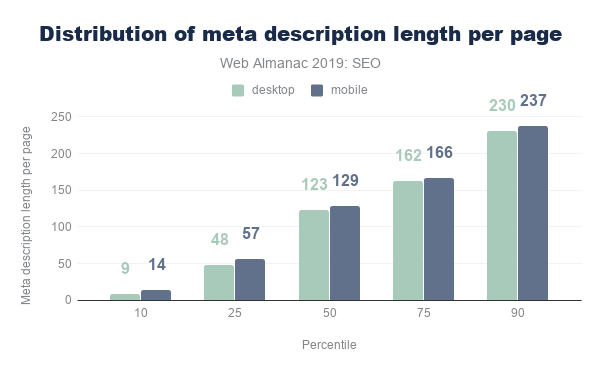 Distribution of meta description length per page
Web Almanac 2019: SEO
desktop mobile
Meta description length per page
250
200
150
100
50
0
9 14
48 57
123 129
162 166
230 237
10 25 50 75 90
Percentile